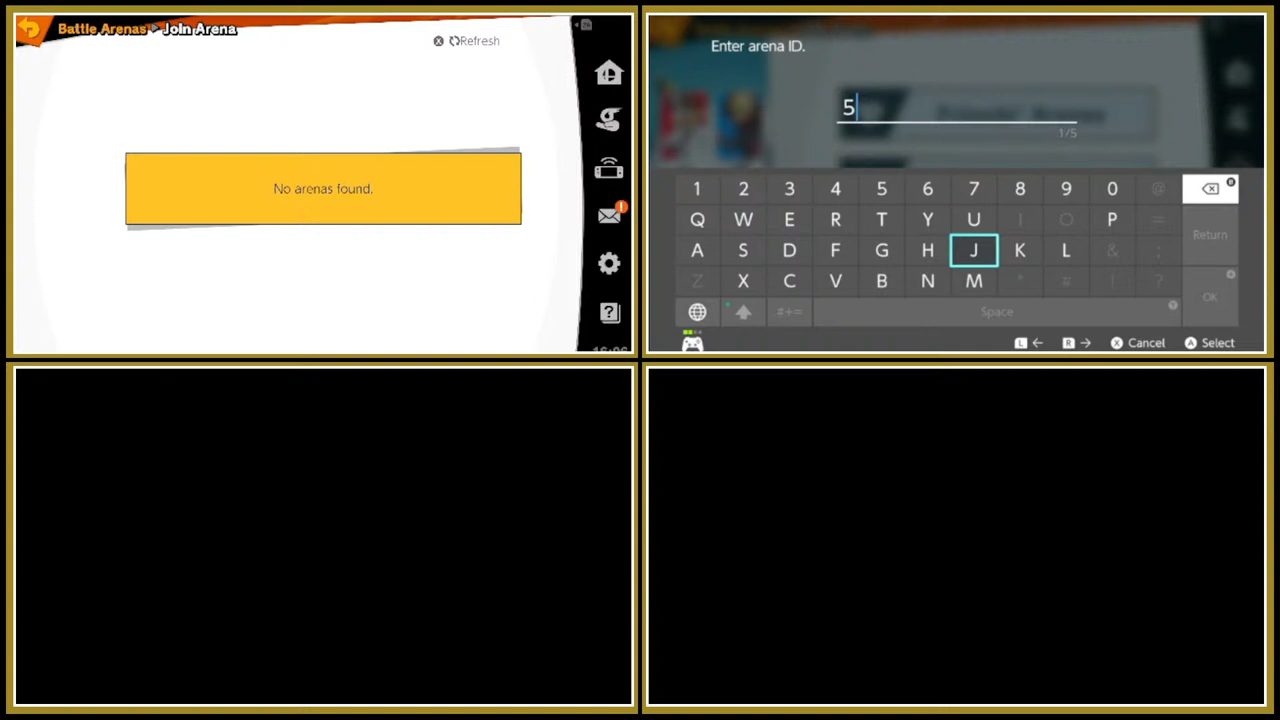 Battle Arenas ▸ Join Arena
Refresh
No arenas found.
Enter arena ID.
5
1/5
1 2 3 4 5 6 7 8 9 0 @
Q W E R T Y U I O P =
Return
A S D F G H J K L & ;
Z X C V B N M * # ! ?
OK
#+= Space
L ← R → X Cancel A Select